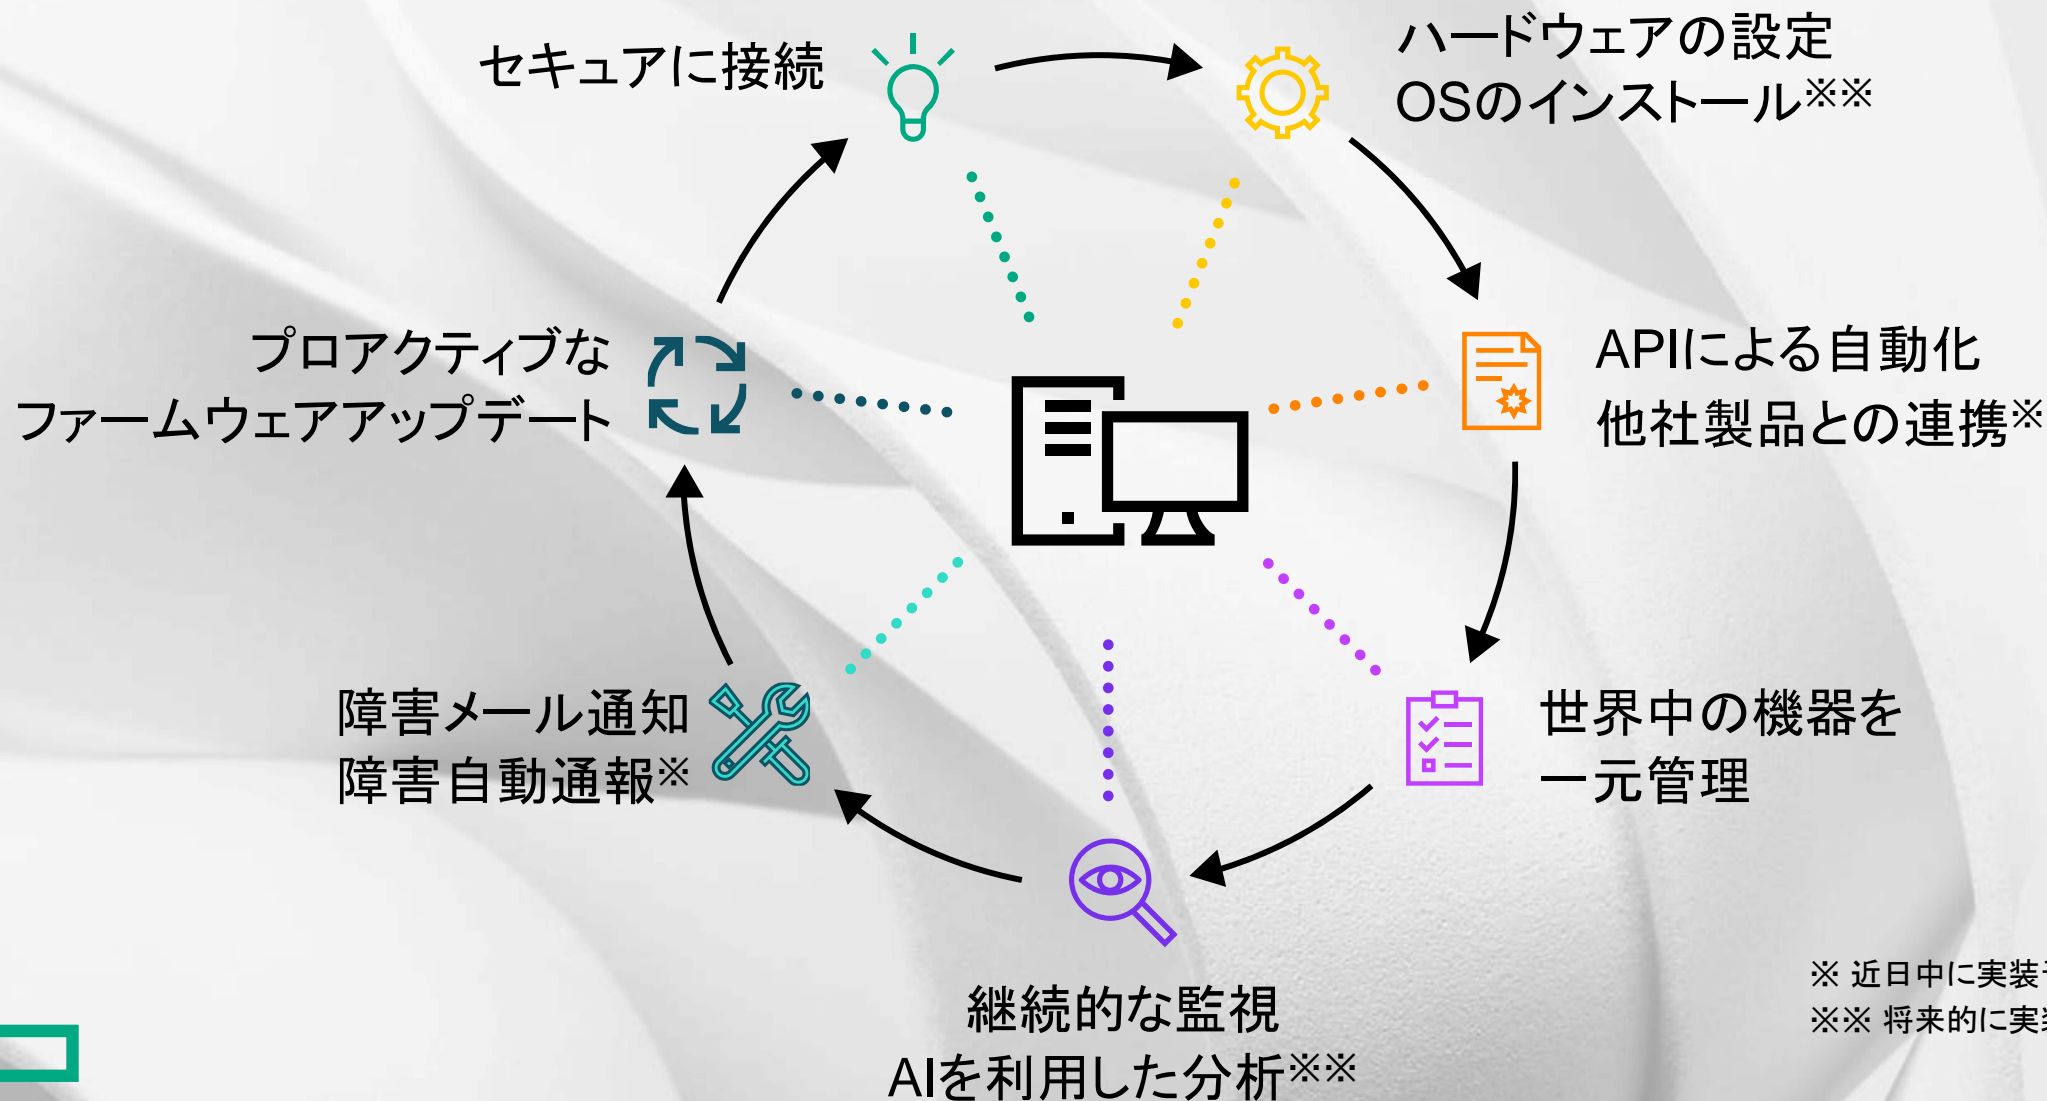 セキュアに接続
ハードウェアの設定
OSのインストール※※
APIによる自動化
他社製品との連携※
世界中の機器を
一元管理
継続的な監視
AIを利用した分析※※
障害メール通知
障害自動通報※
プロアクティブな
ファームウェアアップデート
※ 近日中に実装
※※ 将来的に実